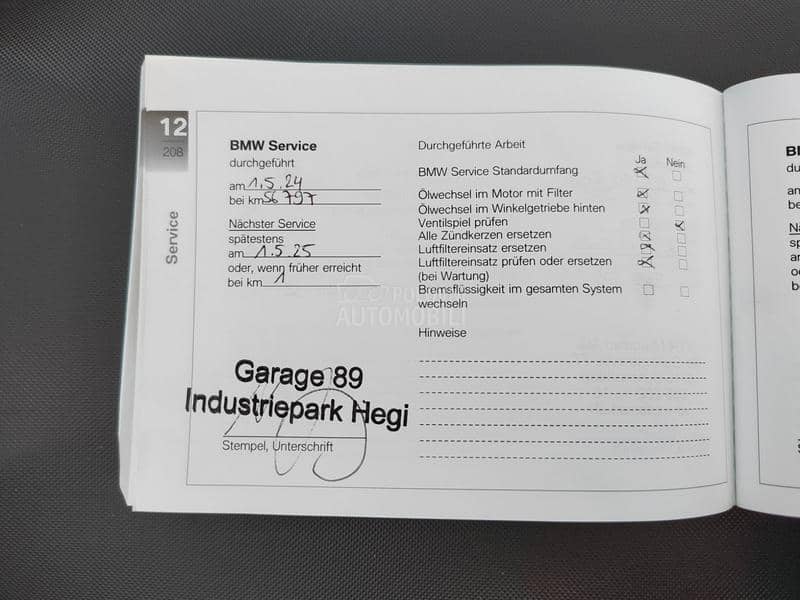 12
208
Service
BMW Service
durchgeführt
am 1.5.24
bei km 56 797
Nächster Service
spätestens
am 1.5.25
oder, wenn früher erreicht
bei km /
Garage 89
Industriepark Hegi
Stempel, Unterschrift
Durchgeführte Arbeit
Ja Nein
BMW Service Standardumfang
Ölwechsel im Motor mit Filter
Ölwechsel im Winkelgetriebe hinten
Ventilspiel prüfen
Alle Zündkerzen ersetzen
Luftfiltereinsatz ersetzen
Luftfiltereinsatz prüfen oder ersetzen
(bei Wartung)
Bremsflüssigkeit im gesamten System
wechseln
Hinweise
AUTOMOBILI